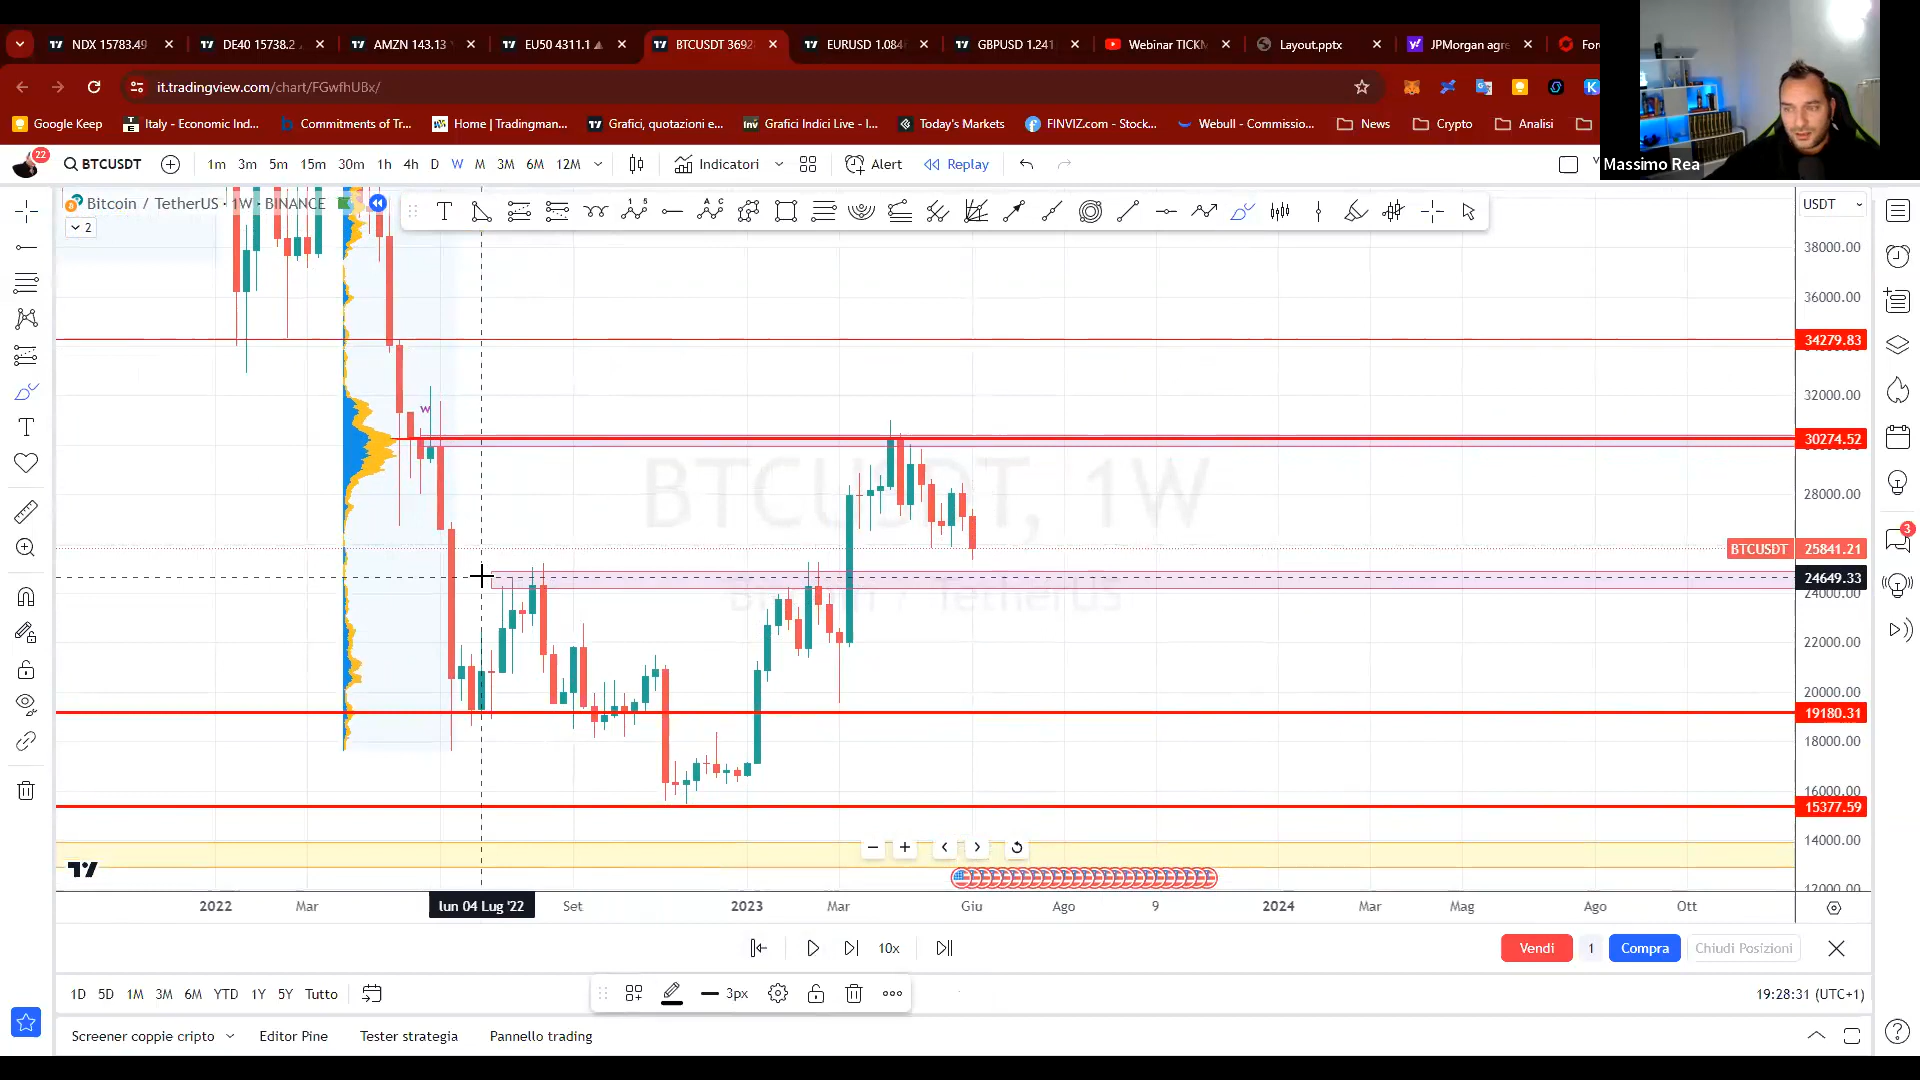 NDX 15783.49
DE40 15738.2
AMZN 143.13
EU50 4311.1
BTCUSDT 3692
EURUSD 1.084
GBPUSD 1.241
Webinar TICKM
Layout.pptx
JPMorgan agre
For
it.tradingview.com/chart/FGwfhUBx/
Google Keep
Italy - Economic Ind...
Commitments of Tr...
Home | Tradingman...
Grafici, quotazioni e...
Grafici Indici Live - I...
Today's Markets
FINVIZ.com - Stock...
Webull - Commissio...
News
Crypto
Analisi
Massimo Rea
22
BTCUSDT
1m 3m 5m 15m 30m 1h 4h D W M 3M 6M 12M
Indicatori
Alert
Replay
Bitcoin / TetherUS · 1W · BINANCE
2
USDT
38000.00
36000.00
34279.83
32000.00
W
30274.52
28000.00
BTCUSDT, 1W
Bitcoin / TetherUS
BTCUSDT 25841.21
24649.33
24000.00
22000.00
20000.00
19180.31
18000.00
16000.00
15377.59
14000.00
12000.00
3
2022 Mar lun 04 Lug '22 Set 2023 Mar Giu Ago 9 2024 Mar Mag Ago Ott
10x
Vendi 1 Compra Chiudi Posizioni
1D 5D 1M 3M 6M YTD 1Y 5Y Tutto
3px
19:28:31 (UTC+1)
Screener coppie cripto
Editor Pine
Tester strategia
Pannello trading